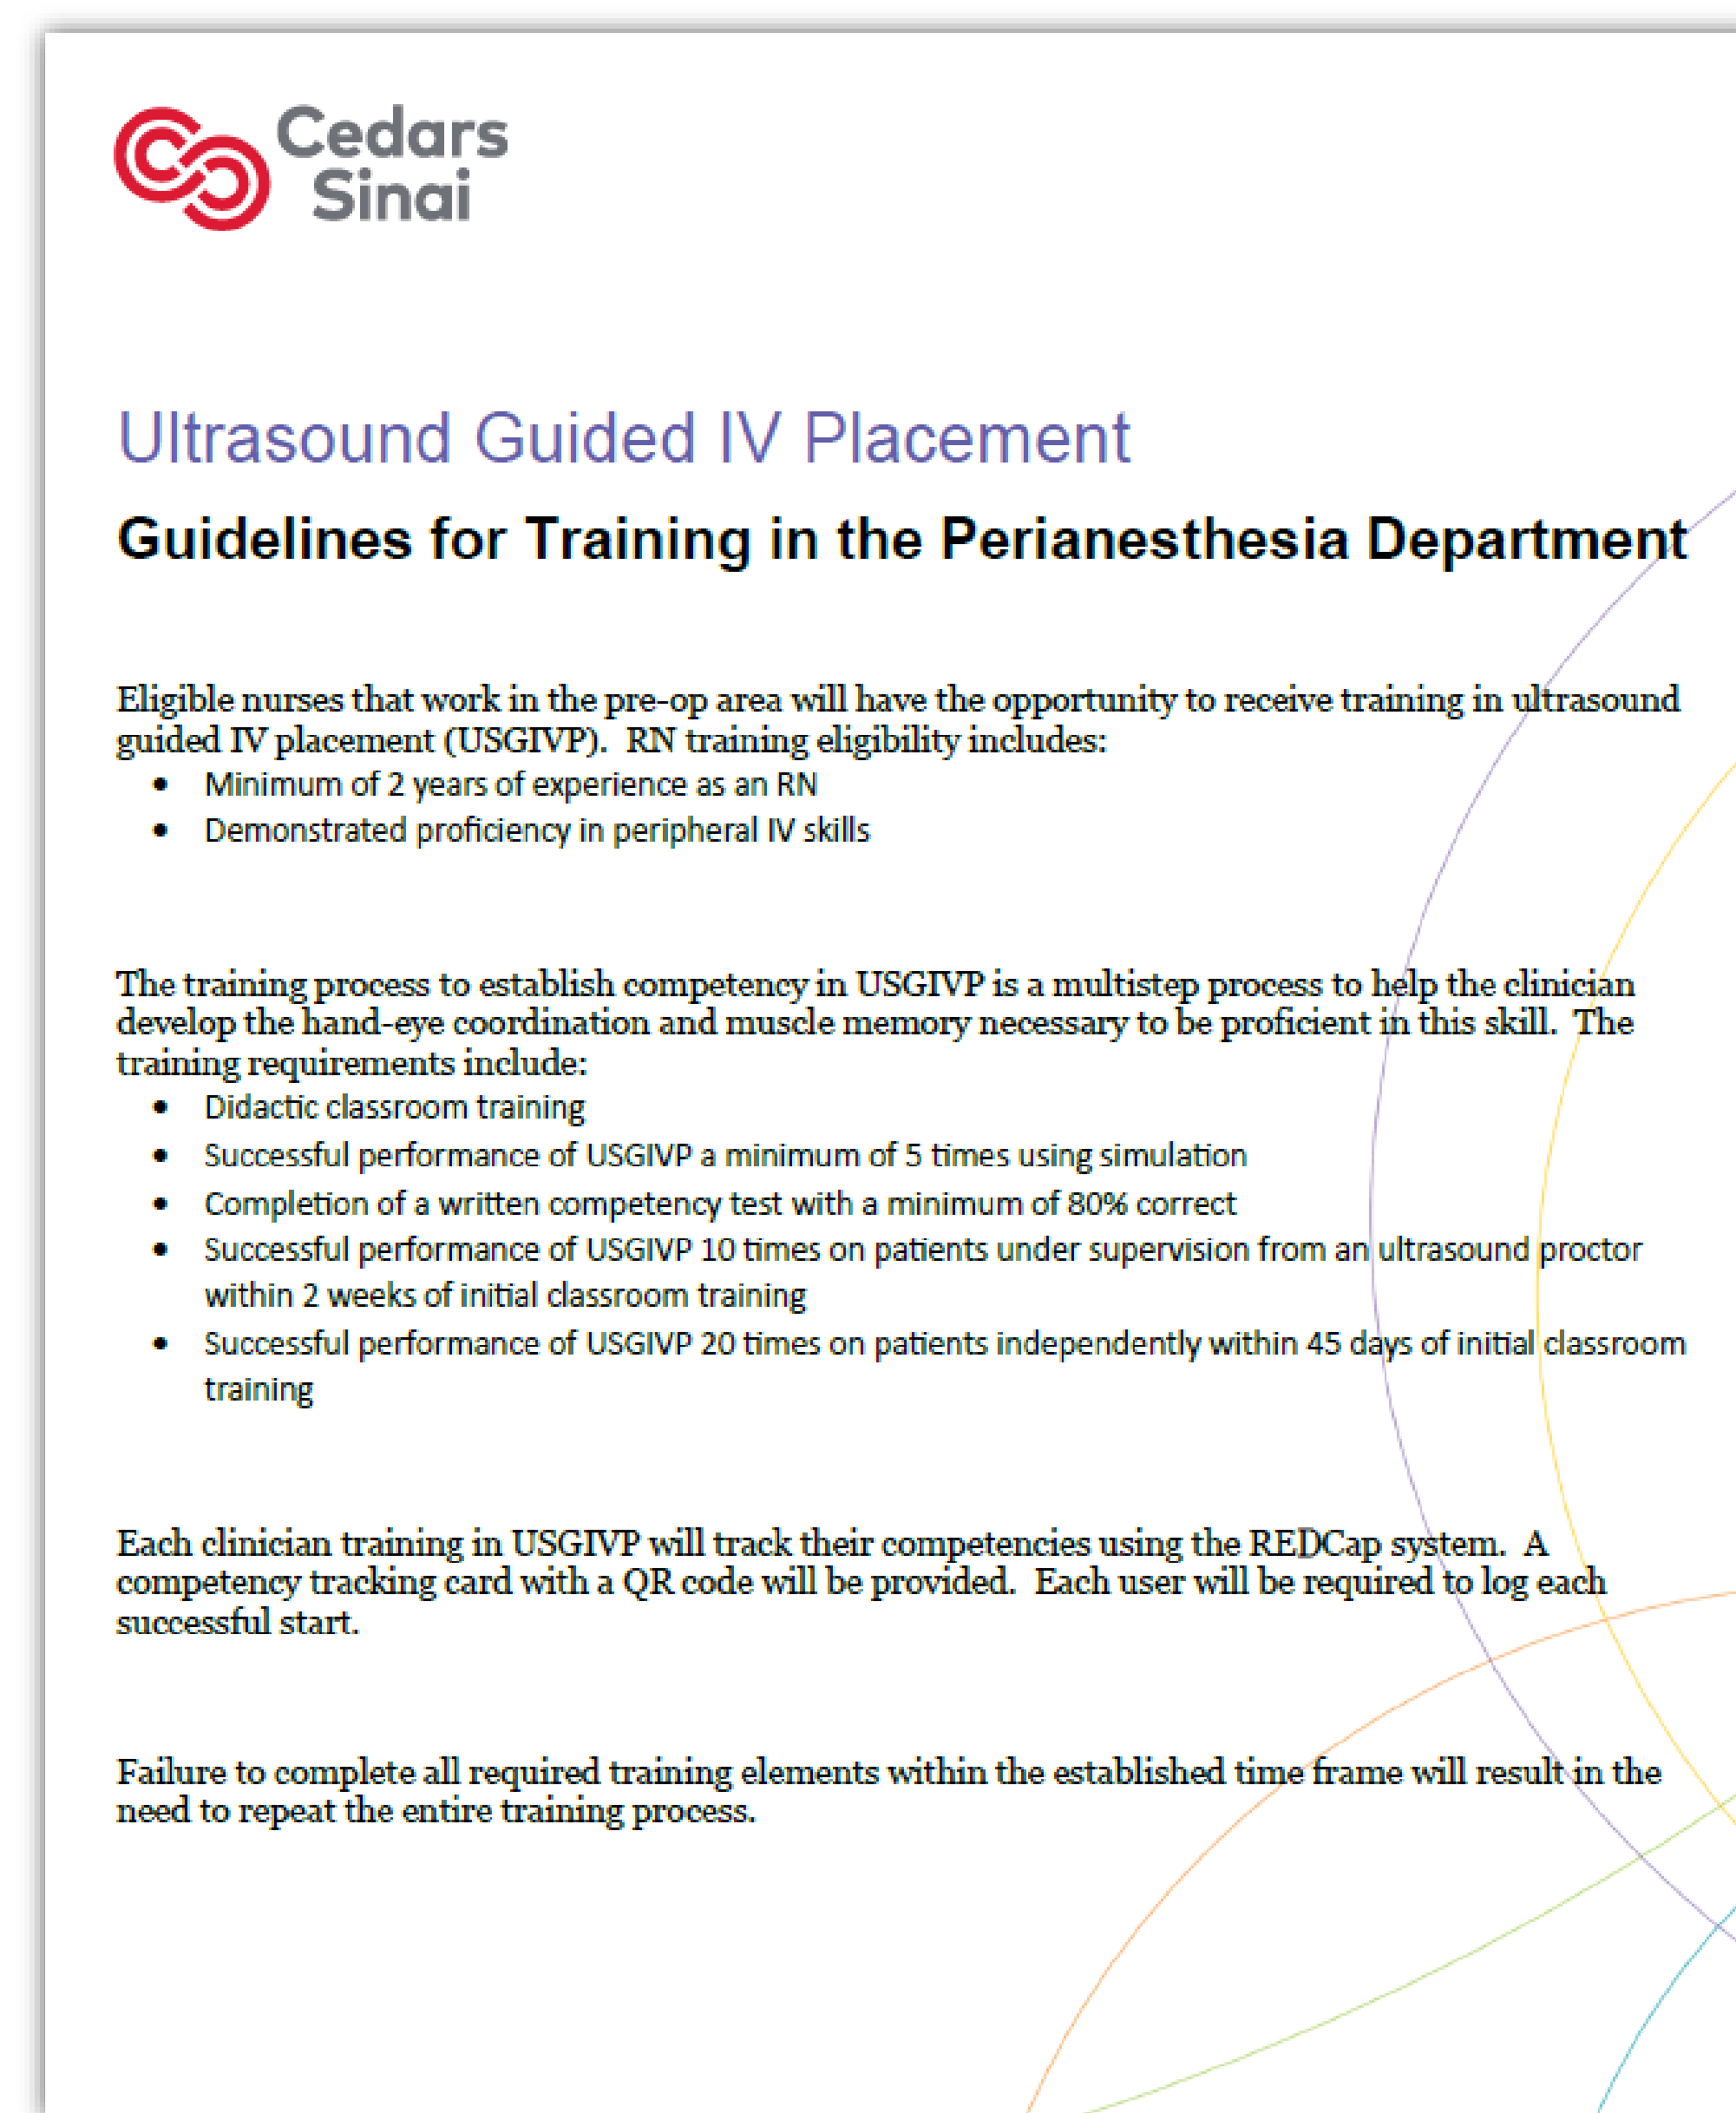 Cedars
Sinai
Ultrasound Guided IV Placement
Guidelines for Training in the Perianesthesia Department
Eligible nurses that work in the pre-op area will have the opportunity to receive training in ultrasound
guided IV placement (USGIVP).  RN training eligibility includes:
• Minimum of 2 years of experience as an RN
• Demonstrated proficiency in peripheral IV skills
The training process to establish competency in USGIVP is a multistep process to help the clinician
develop the hand-eye coordination and muscle memory necessary to be proficient in this skill.  The
training requirements include:
• Didactic classroom training
• Successful performance of USGIVP a minimum of 5 times using simulation
• Completion of a written competency test with a minimum of 80% correct
• Successful performance of USGIVP 10 times on patients under supervision from an ultrasound proctor
within 2 weeks of initial classroom training
• Successful performance of USGIVP 20 times on patients independently within 45 days of initial classroom
training
Each clinician training in USGIVP will track their competencies using the REDCap system.  A
competency tracking card with a QR code will be provided.  Each user will be required to log each
successful start.
Failure to complete all required training elements within the established time frame will result in the
need to repeat the entire training process.